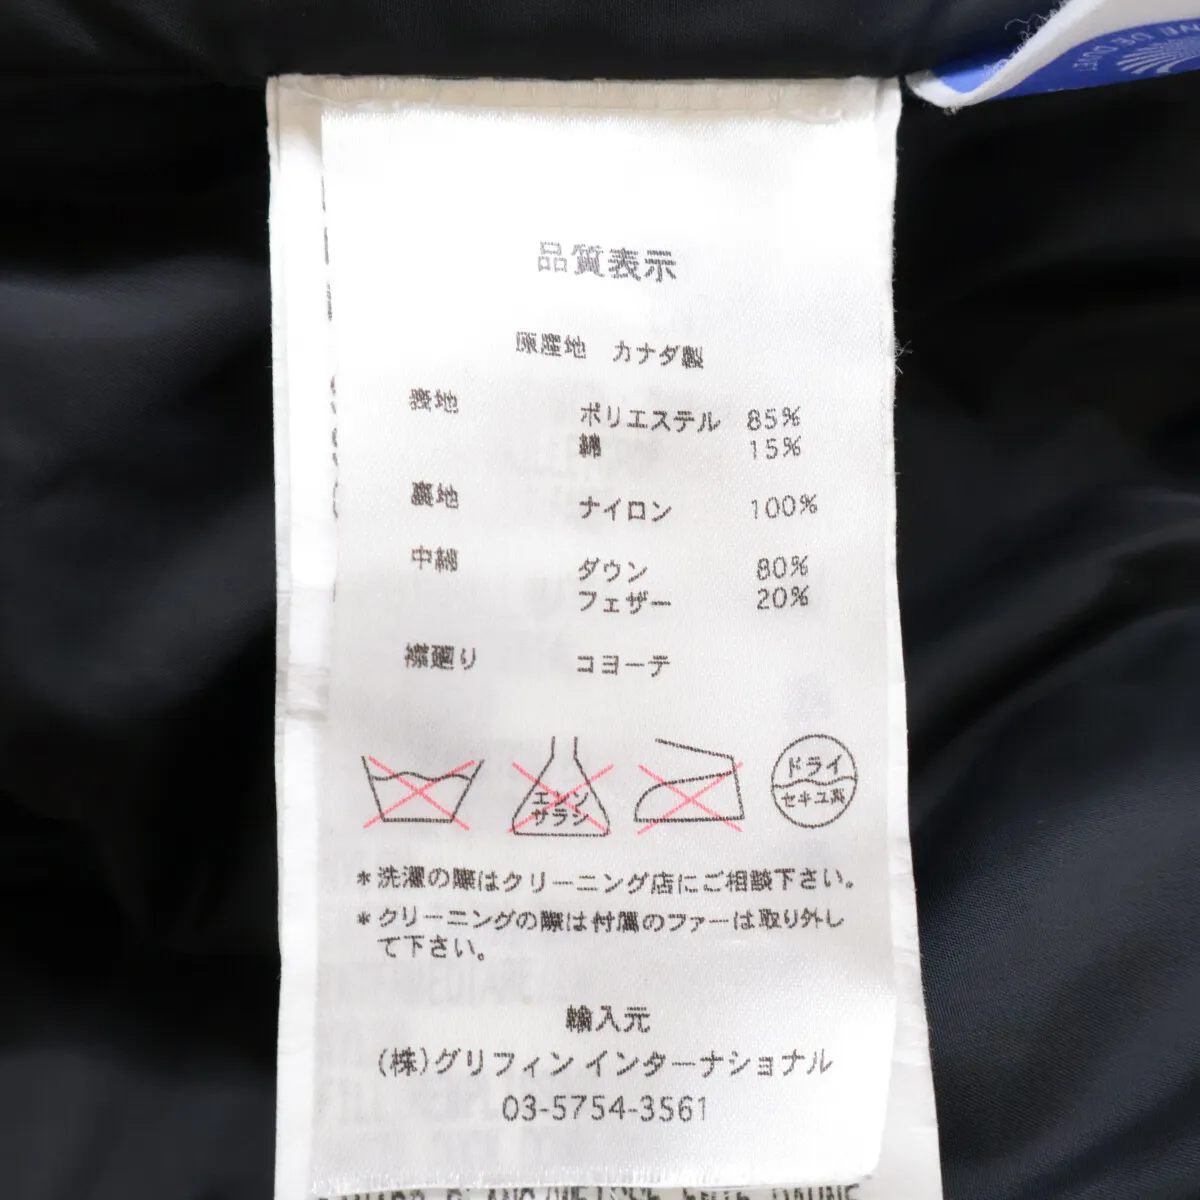 品質表示
原産地 カナダ製
表地 ポリエステル 85%
綿 15%
裏地 ナイロン 100%
中綿 ダウン 80%
フェザー 20%
襟廻り コヨーテ
エンソ
サラシ
ドライ
セキユ系
*洗濯の際はクリーニング店にご相談下さい。
*クリーニングの際は付属のファーは取り外し
て下さい。
輸入元
(株)グリフィン インターナショナル
03-5754-3561